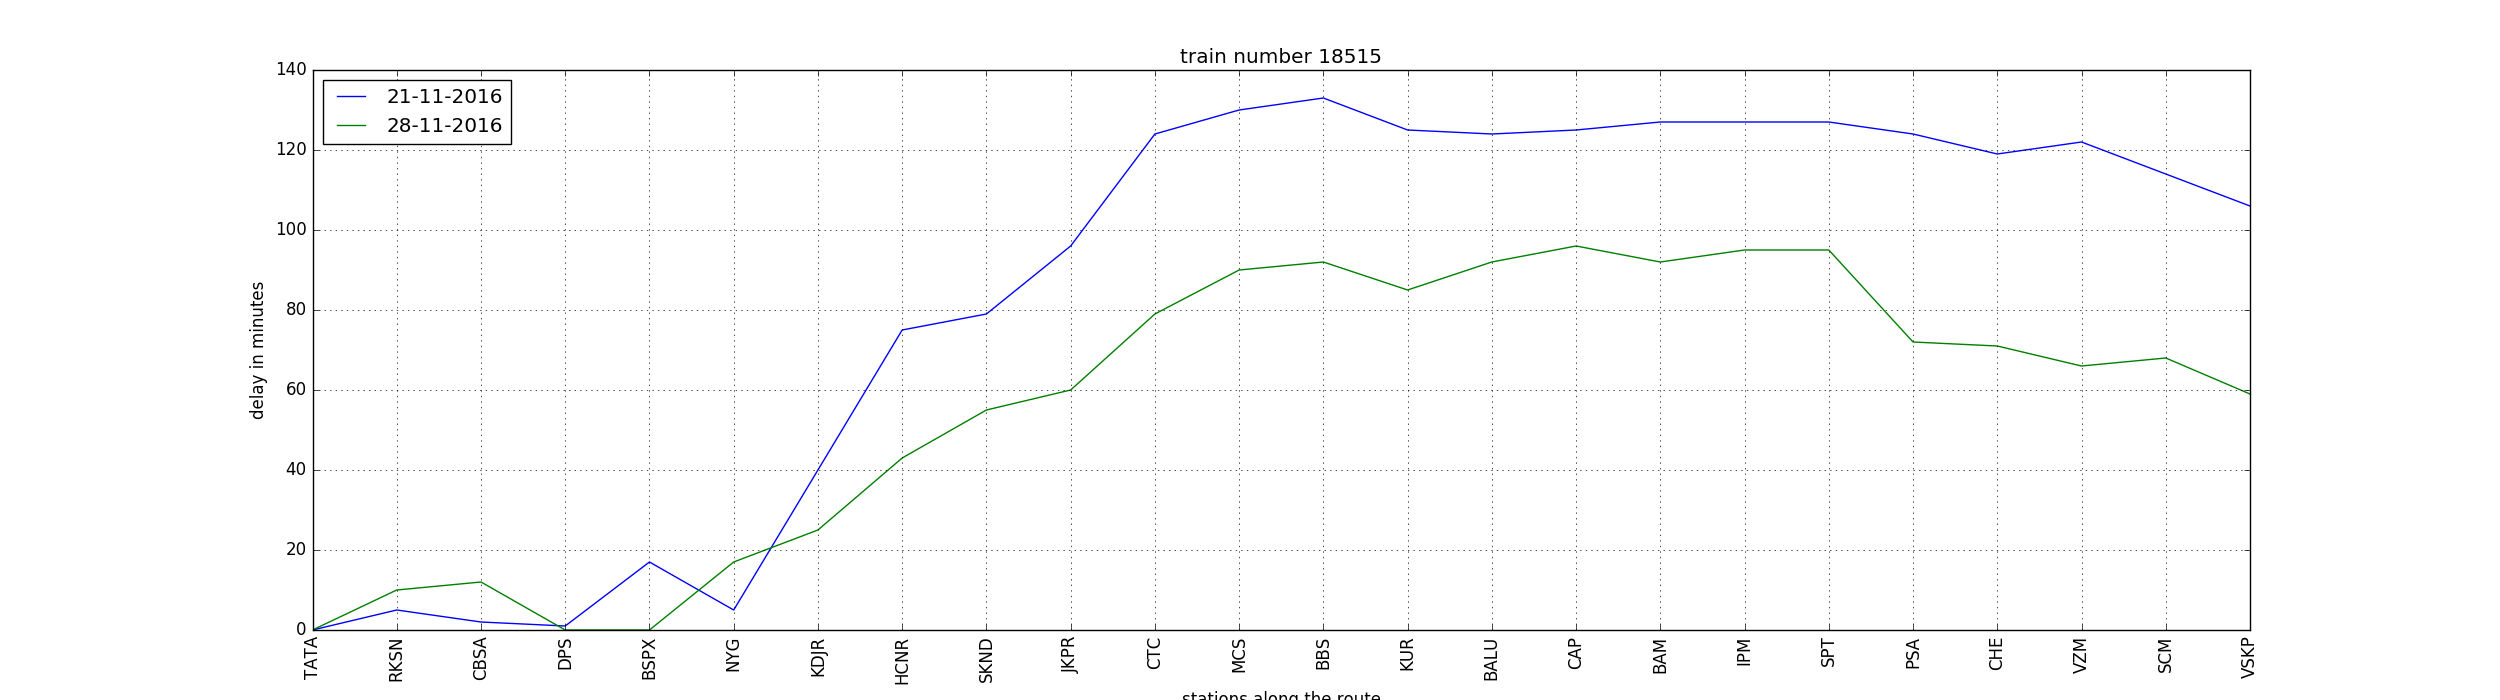 train number 18515
21-11-2016
28-11-2016
140
120
100
80
60
40
20
0
delay in minutes
TATA
RKSN
CBSA
DPS
BSPX
NYG
KDJR
HCNR
SKND
JKPR
CTC
MCS
BBS
KUR
BALU
CAP
BAM
IPM
SPT
PSA
CHE
VZM
SCM
VSKP
stations along the route